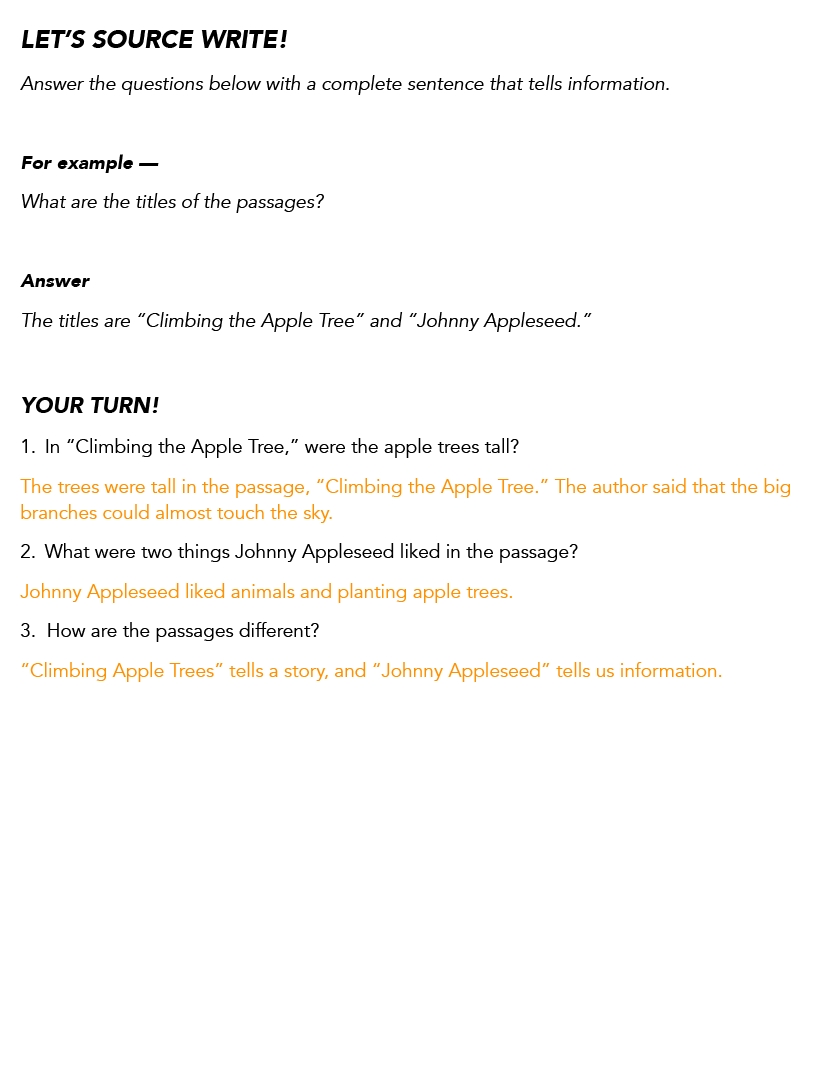 LET’S SOURCE WRITE!
Answer the questions below with a complete sentence that tells information.
For example —
What are the titles of the passages?
Answer
The titles are “Climbing the Apple Tree” and “Johnny Appleseed.”
YOUR TURN!
1. In “Climbing the Apple Tree,” were the apple trees tall?
The trees were tall in the passage, “Climbing the Apple Tree.” The author said that the big
branches could almost touch the sky.
2. What were two things Johnny Appleseed liked in the passage?
Johnny Appleseed liked animals and planting apple trees.
3. How are the passages different?
“Climbing Apple Trees” tells a story, and “Johnny Appleseed” tells us information.